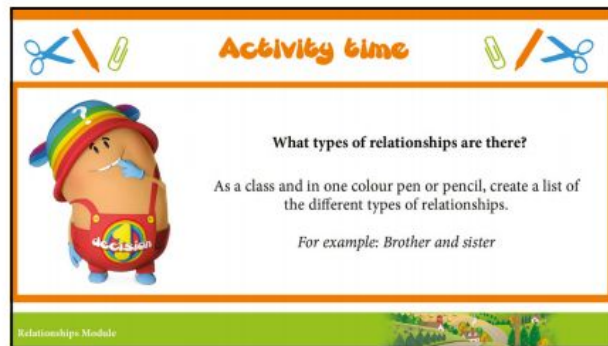 Activity time
?
What types of relationships are there?
As a class and in one colour pen or pencil, create a list of
the different types of relationships.
For example: Brother and sister
1
decision
Relationships Module